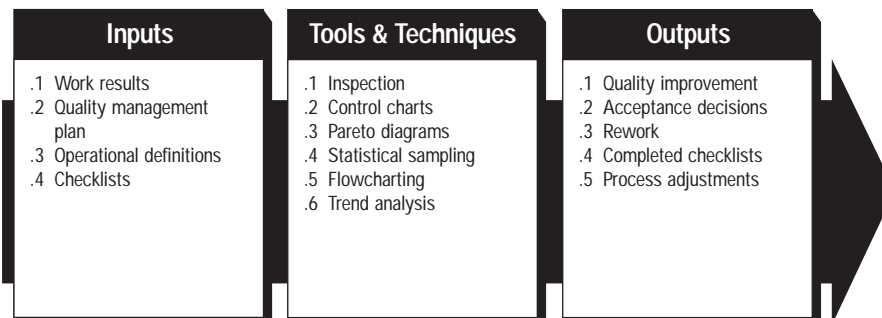 Inputs
.1 Work results
.2 Quality management
plan
.3 Operational definitions
.4 Checklists
Tools & Techniques
.1 Inspection
.2 Control charts
.3 Pareto diagrams
.4 Statistical sampling
.5 Flowcharting
.6 Trend analysis
Outputs
.1 Quality improvement
.2 Acceptance decisions
.3 Rework
.4 Completed checklists
.5 Process adjustments